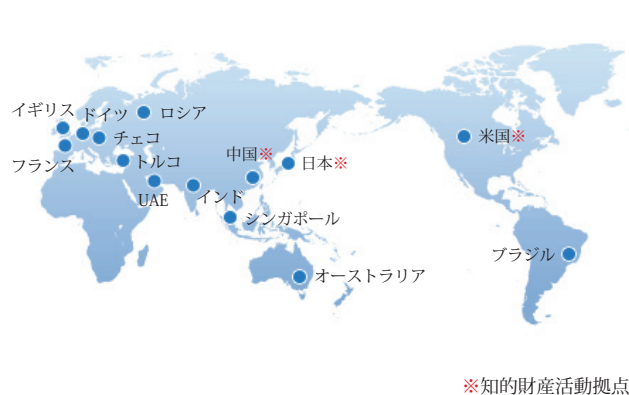 イギリス
ドイツ
ロシア
チェコ
フランス
トルコ
中国※
日本※
米国※
UAE
インド
シンガポール
ブラジル
オーストラリア
※知的財産活動拠点